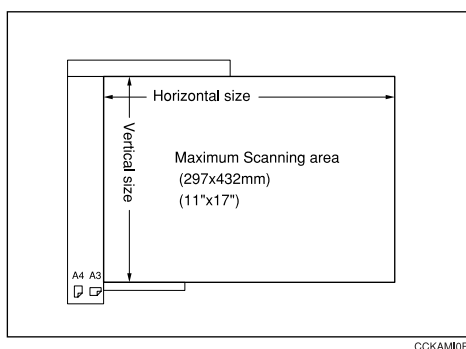 Horizontal size
Vertical size
Maximum Scanning area
(297x432mm)
(11"x17")
A4 A3